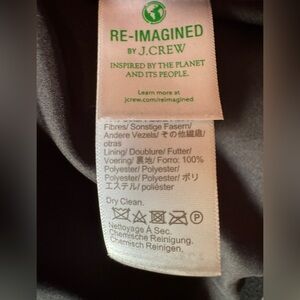 RE-IMAGINED
BY J.CREW
INSPIRED BY THE PLANET
AND ITS PEOPLE.
Learn more at
jcrew.com/reimagined
Fibres/ Sonstige Fasern/
Andere Vezels/ その他繊維/
otras
Lining/ Doublure/ Futter/
Voering/ 裏地/ Forro: 100%
Polyester/ Polyester/
Polyester/ Polyester/ ポリ
エステル/ poliéster
Dry Clean.
P
Nettoyage À Sec.
Chemische Reiniging.
Chemisch Reinigen.